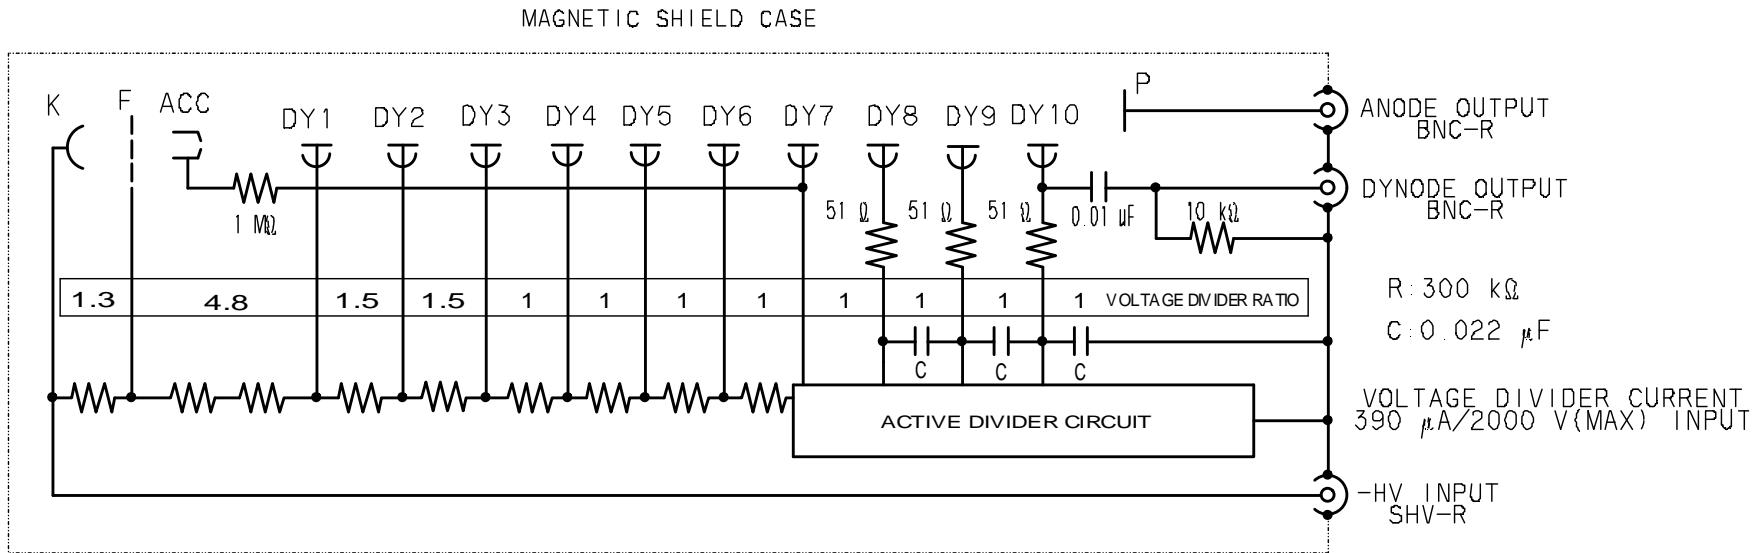 MAGNETIC SHIELD CASE
K F ACC DY1 DY2 DY3 DY4 DY5 DY6 DY7 DY8 DY9 DY10 P
ANODE OUTPUT
BNC-R
DYNODE OUTPUT
BNC-R
1 MΩ
51 Ω 51 Ω 51 Ω 0.01 µF 10 kΩ
1.3 4.8 1.5 1.5 1 1 1 1 1 1 1 1 VOLTAGE DIVIDER RATIO
R:300 kΩ
C:0.022 µF
C C C
ACTIVE DIVIDER CIRCUIT
VOLTAGE DIVIDER CURRENT
390 µA/2000 V(MAX) INPUT
-HV INPUT
SHV-R